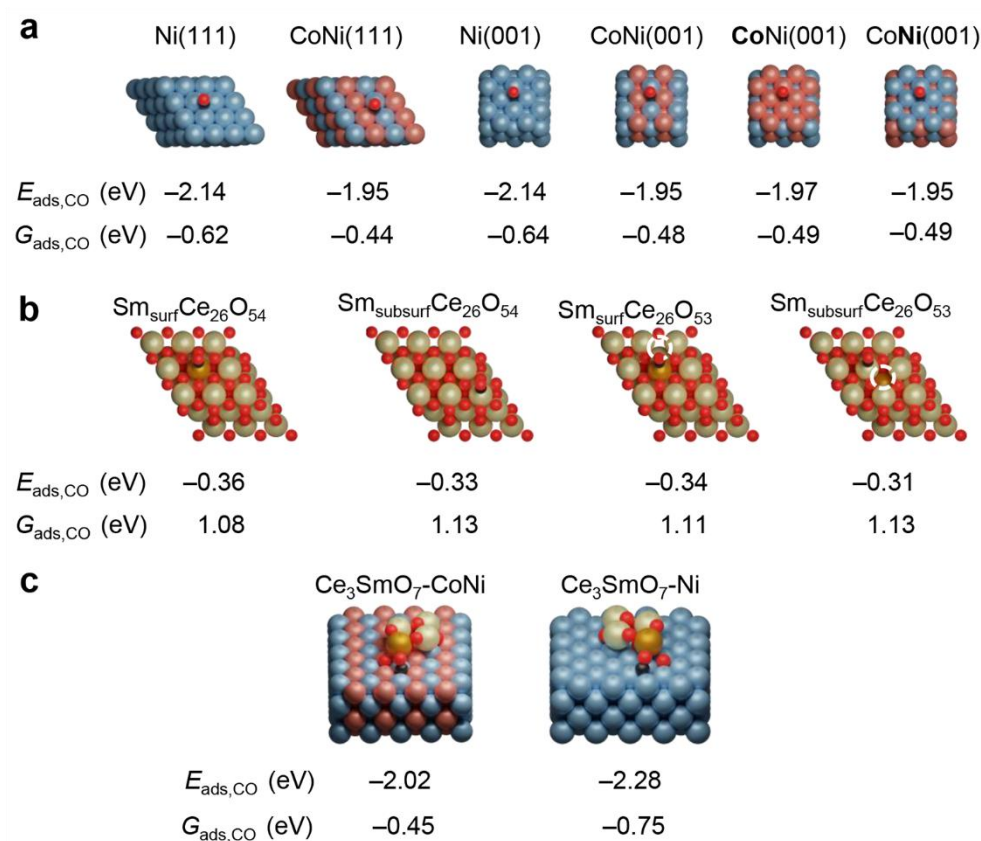 a
Ni(111) CoNi(111) Ni(001) CoNi(001) CoNi(001) CoNi(001)
Eads,CO (eV) –2.14 –1.95 –2.14 –1.95 –1.97 –1.95
Gads,CO (eV) –0.62 –0.44 –0.64 –0.48 –0.49 –0.49
b
SmsurfCe26O54 SmsubsurfCe26O54 SmsurfCe26O53 SmsubsurfCe26O53
Eads,CO (eV) –0.36 –0.33 –0.34 –0.31
Gads,CO (eV) 1.08 1.13 1.11 1.13
c
Ce3SmO7-CoNi Ce3SmO7-Ni
Eads,CO (eV) –2.02 –2.28
Gads,CO (eV) –0.45 –0.75